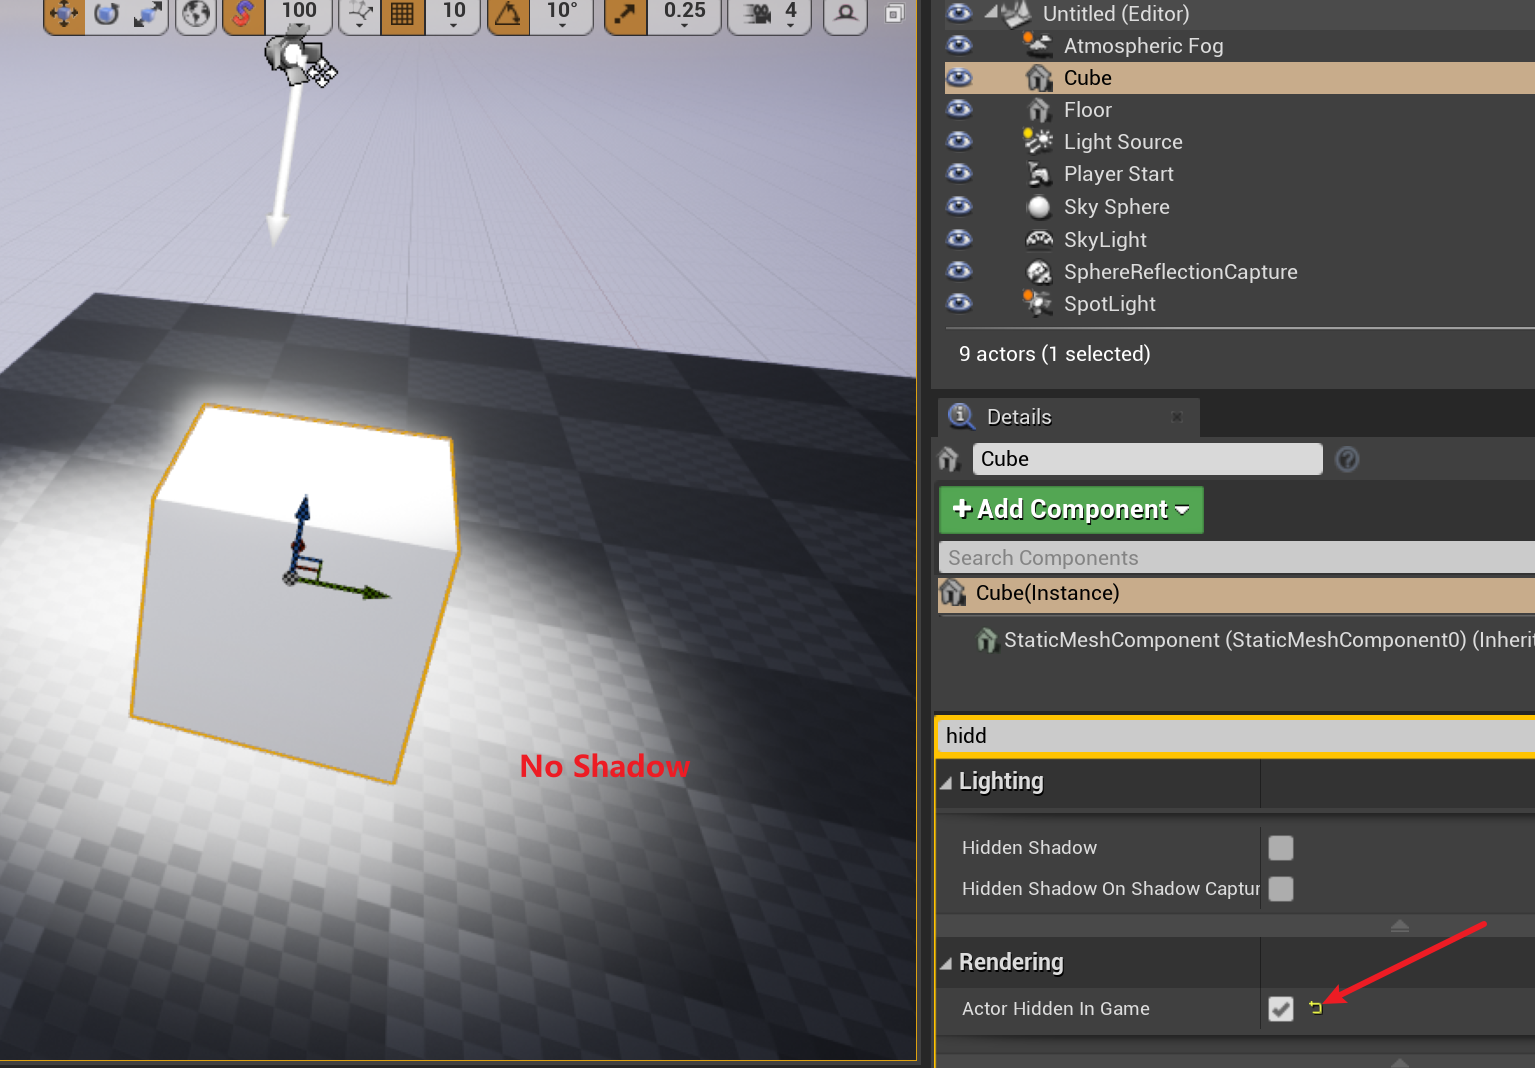 100
10
10°
0.25
4
Untitled (Editor)
Atmospheric Fog
Cube
Floor
Light Source
Player Start
Sky Sphere
SkyLight
SphereReflectionCapture
SpotLight
9 actors (1 selected)
Details
Cube
+ Add Component
Search Components
Cube(Instance)
StaticMeshComponent (StaticMeshComponent0) (Inherit
hidd
Lighting
Hidden Shadow
Hidden Shadow On Shadow Captur
Rendering
Actor Hidden In Game
No Shadow